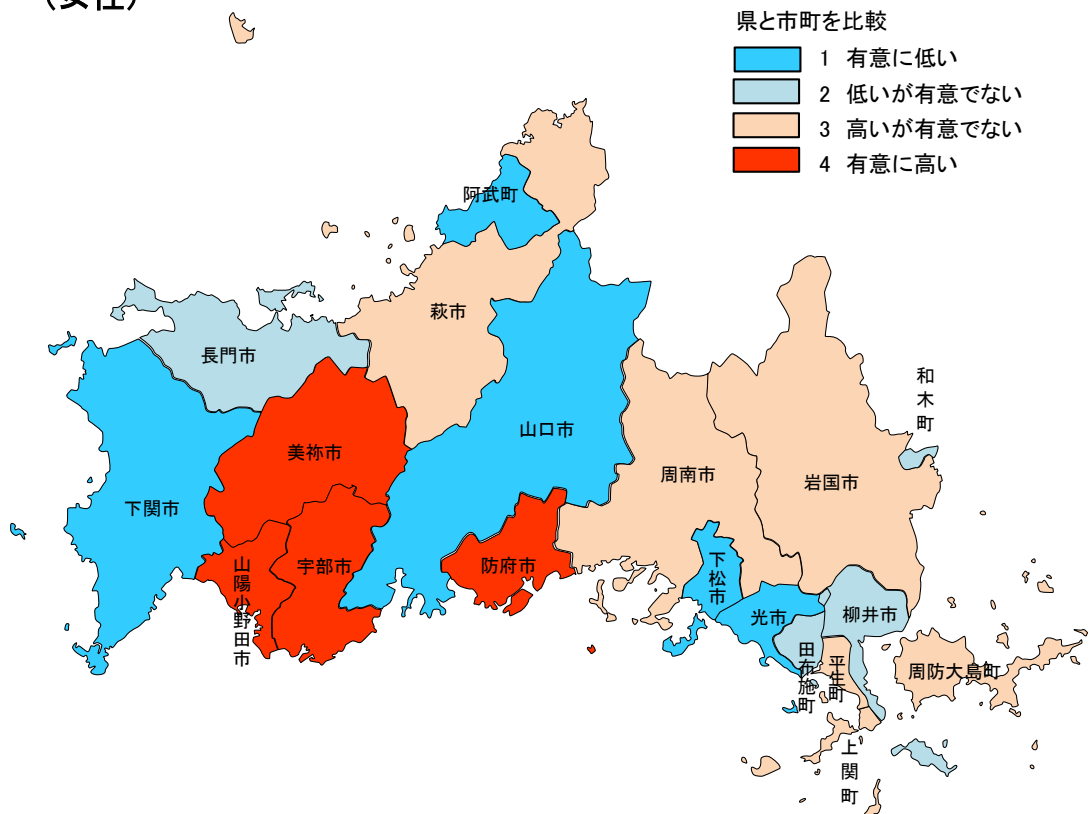 （女性）
県と市町を比較
1 有意に低い
2 低いが有意でない
3 高いが有意でない
4 有意に高い
阿武町
萩市
長門市
和木町
山口市
美祢市
周南市
岩国市
下関市
宇部市
防府市
山陽小野田市
下松市
光市
柳井市
田布施町
平生町
周防大島町
上関町